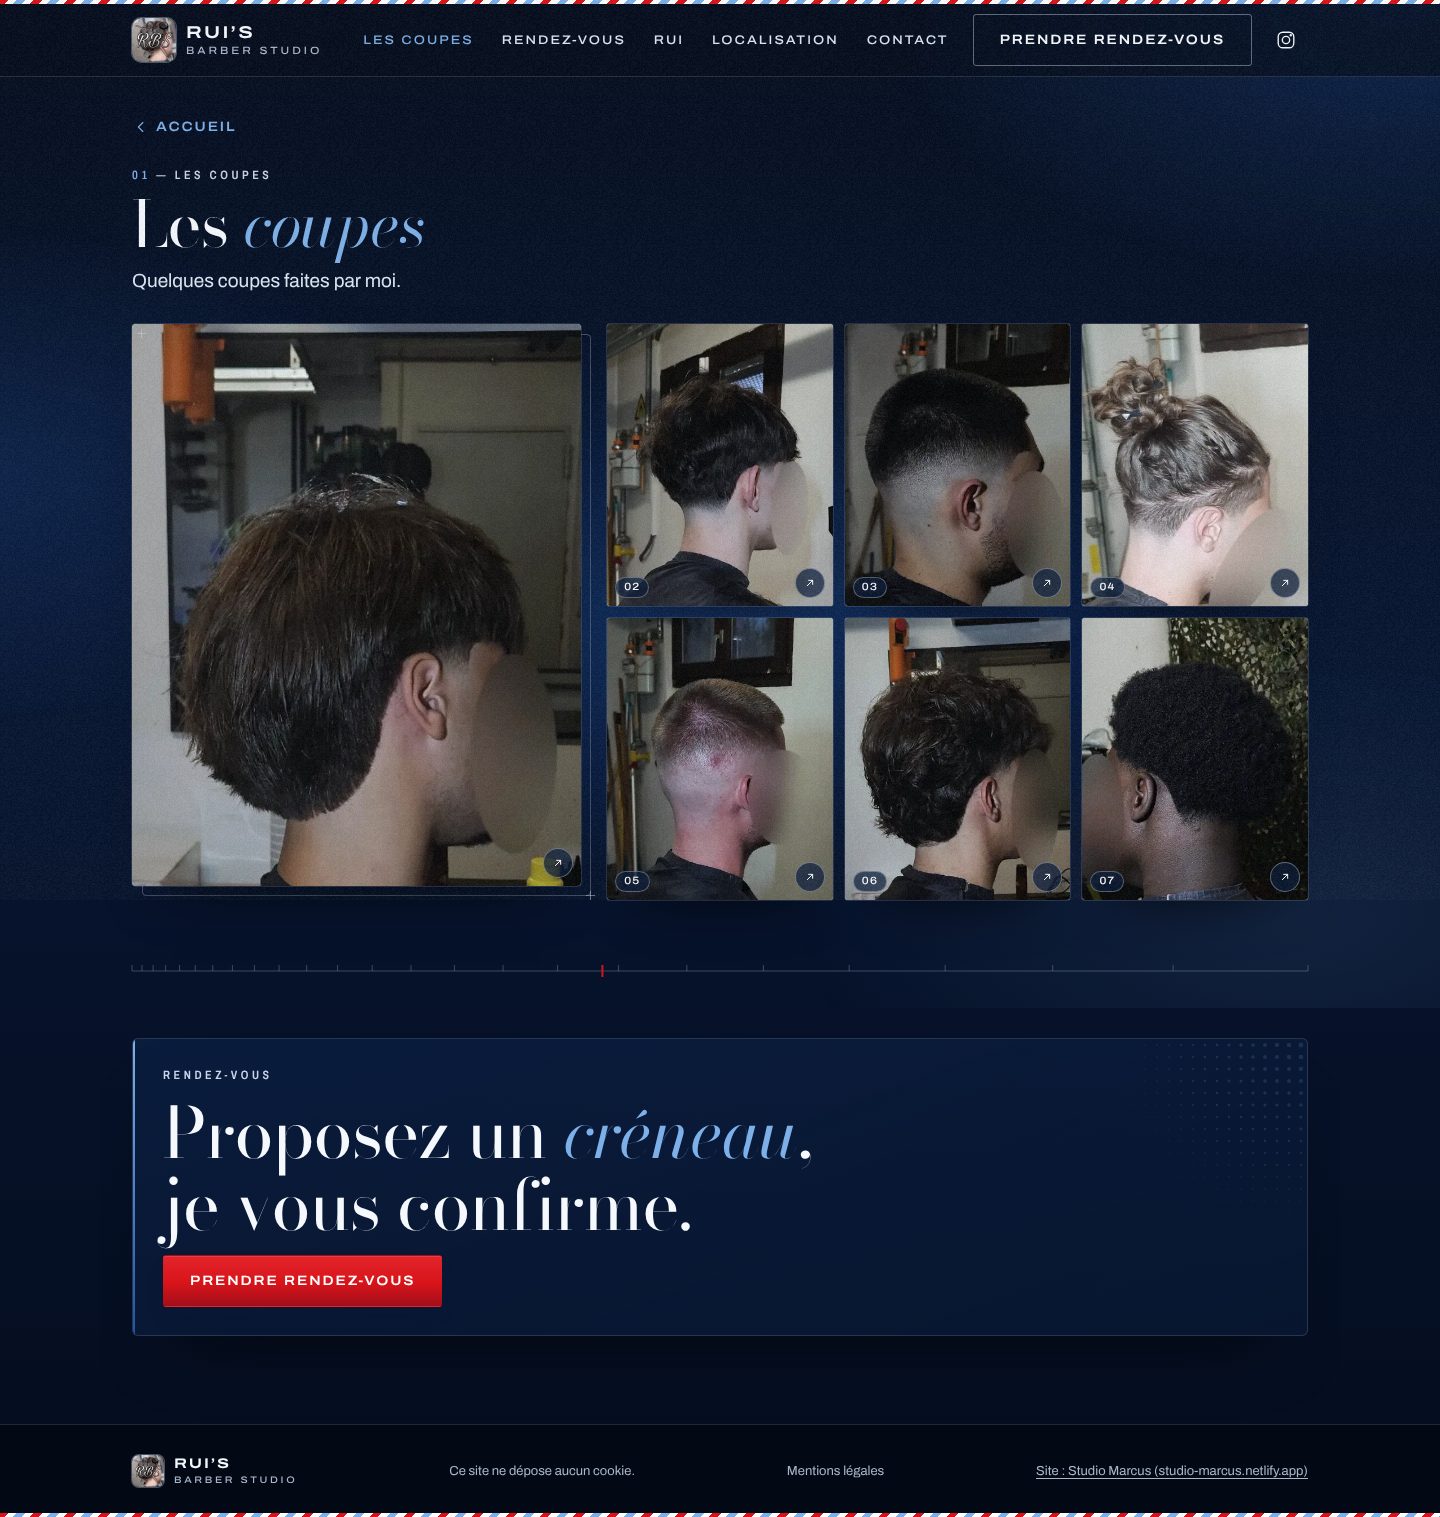 RUI'S
BARBER STUDIO
LES COUPES
RENDEZ-VOUS
RUI
LOCALISATION
CONTACT
PRENDRE RENDEZ-VOUS
ACCUEIL
01 — LES COUPES
Les coupes
Quelques coupes faites par moi.
02
03
04
05
06
07
RENDEZ-VOUS
Proposez un créneau,
je vous confirme.
PRENDRE RENDEZ-VOUS
RUI'S
BARBER STUDIO
Ce site ne dépose aucun cookie.
Mentions légales
Site : Studio Marcus (studio-marcus.netlify.app)